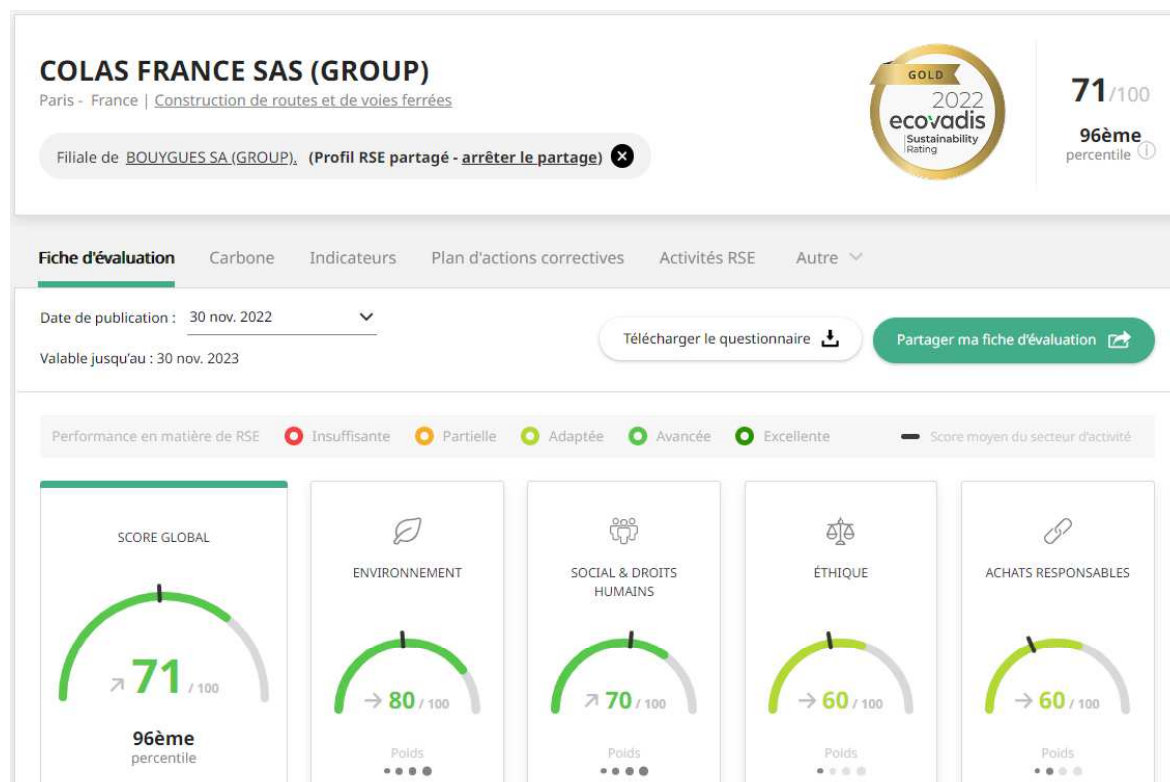 COLAS FRANCE SAS (GROUP)
Paris - France | Construction de routes et de voies ferrées
Filiale de BOUYGUES SA (GROUP). (Profil RSE partagé - arrêter le partage)
GOLD
2022
ecovadis
Sustainability
Rating
71/100
96ème
percentile
Fiche d'évaluation Carbone Indicateurs Plan d'actions correctives Activités RSE Autre
Date de publication : 30 nov. 2022
Valable jusqu'au : 30 nov. 2023
Télécharger le questionnaire
Partager ma fiche d'évaluation
Performance en matière de RSE Insuffisante Partielle Adaptée Avancée Excellente Score moyen du secteur d'activité
SCORE GLOBAL
71 / 100
96ème
percentile
ENVIRONNEMENT
80 / 100
Poids
SOCIAL & DROITS
HUMAINS
70 / 100
Poids
ÉTHIQUE
60 / 100
Poids
ACHATS RESPONSABLES
60 / 100
Poids